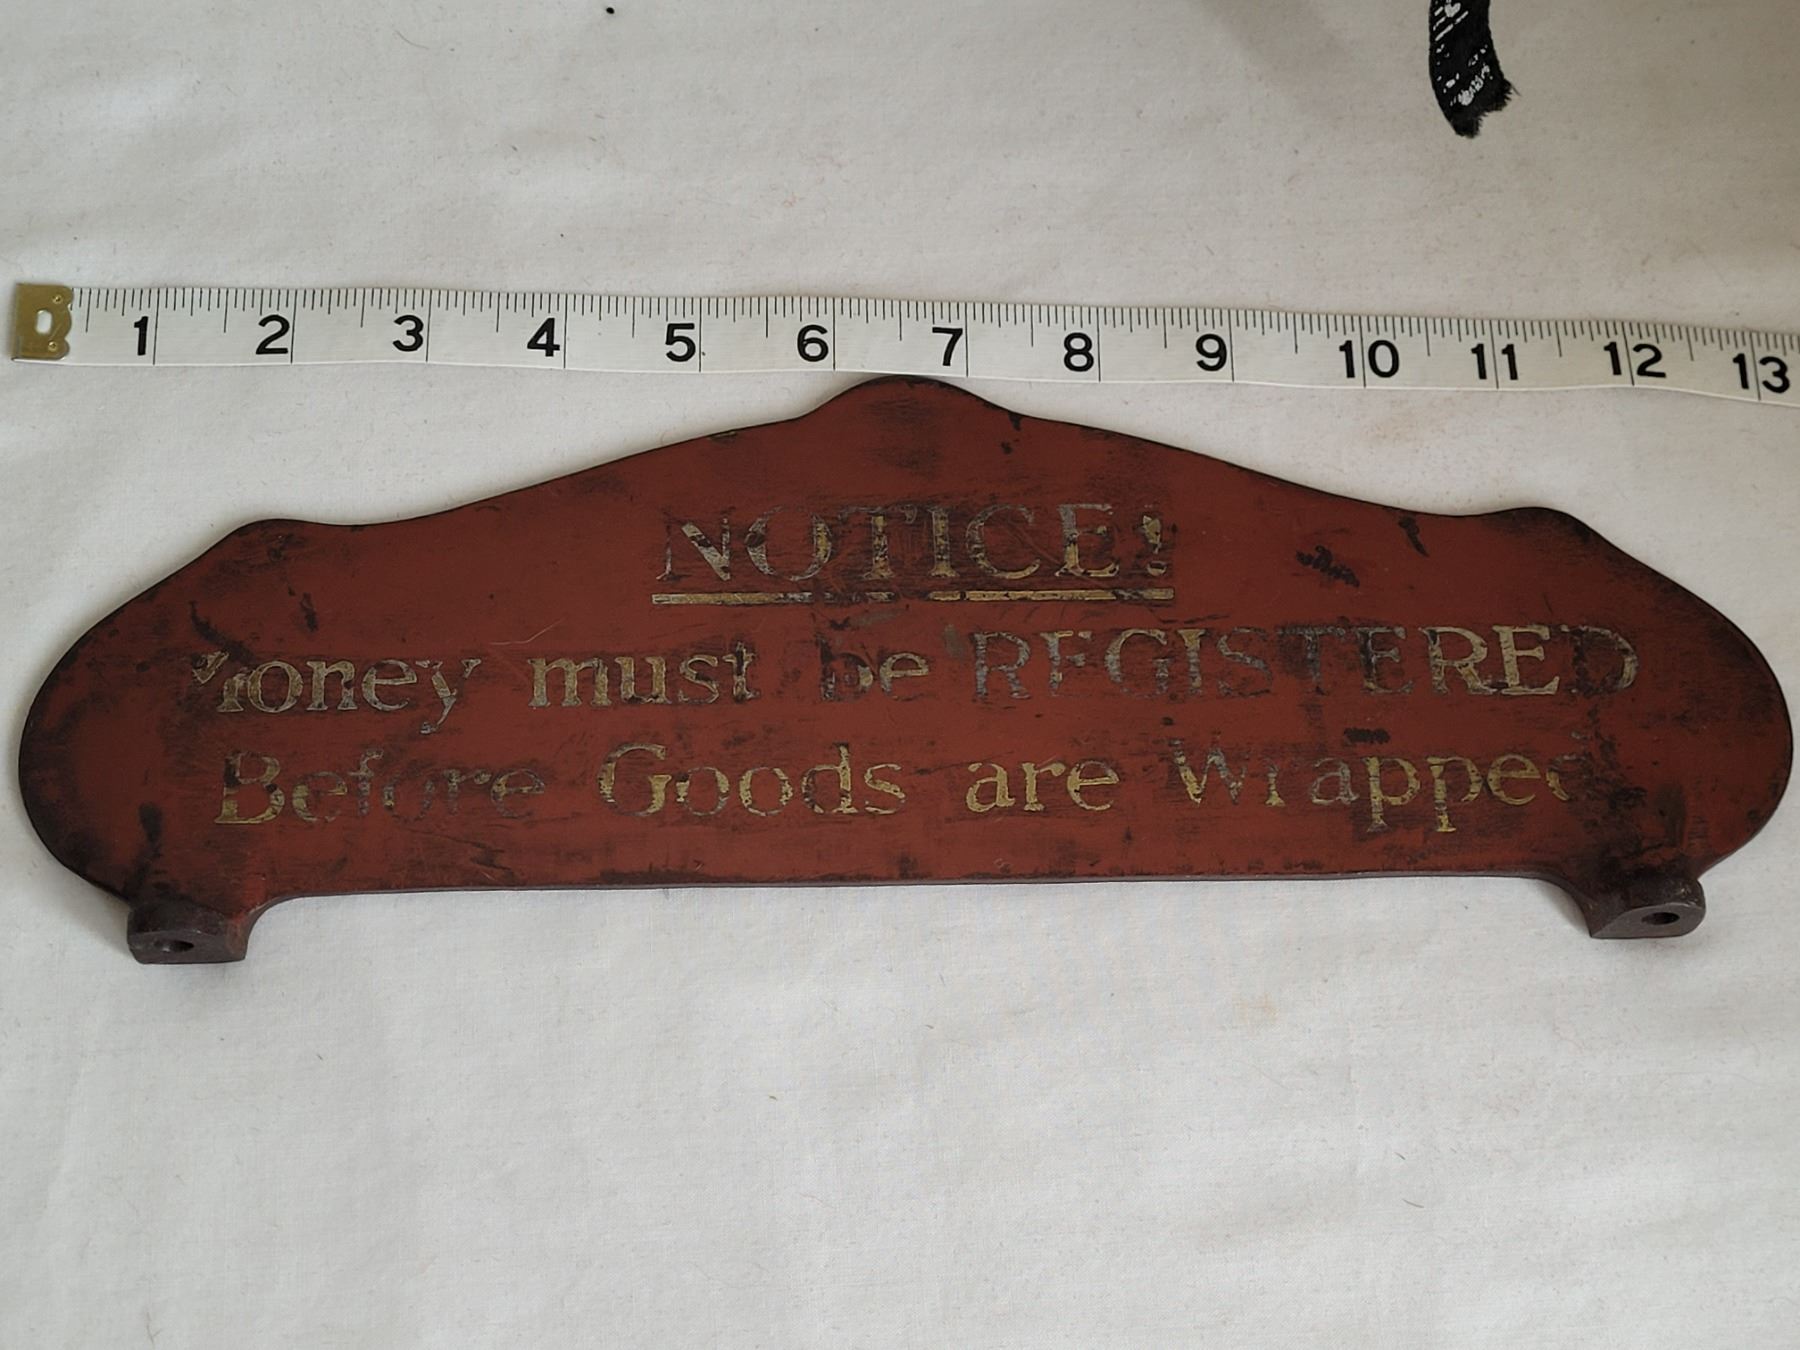 1 2 3 4 5 6 7 8 9 10 11 12 13
NOTICE!
Money must be REGISTERED
Before Goods are Wrapped